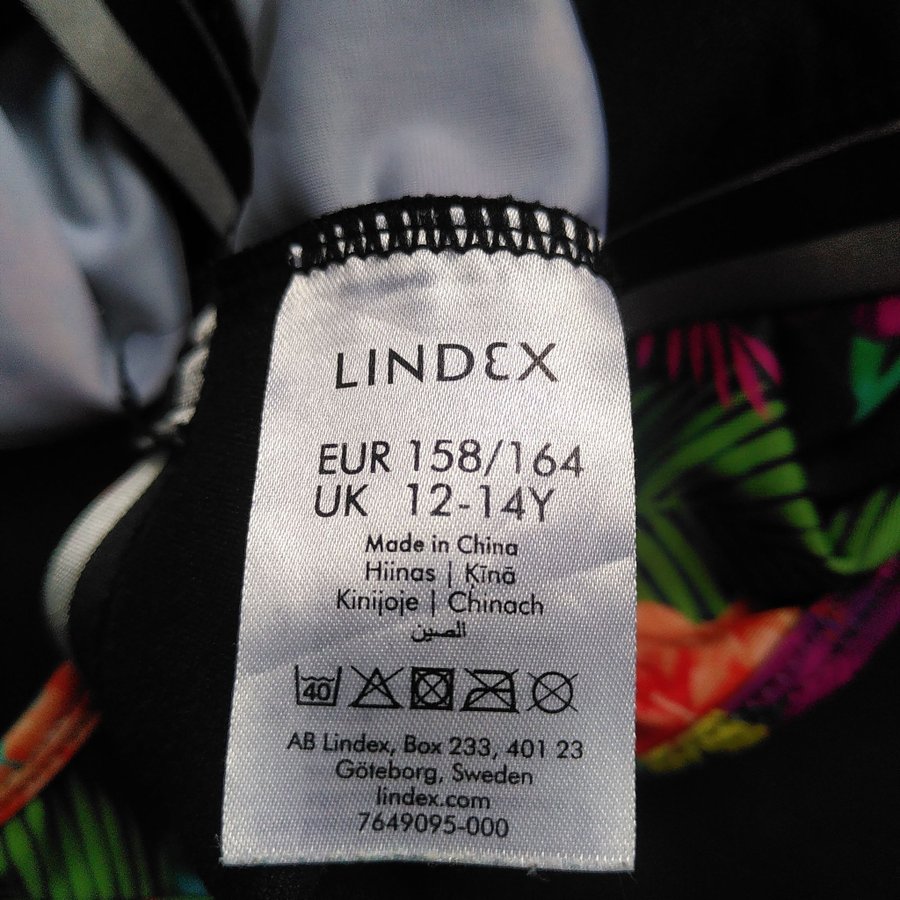 LINDEX
EUR 158/164
UK 12-14Y
Made in China
Hiinas | Ķīnā
Kinijoje | Chinach
الصين
40
AB Lindex, Box 233, 401 23
Göteborg, Sweden
lindex.com
7649095-000